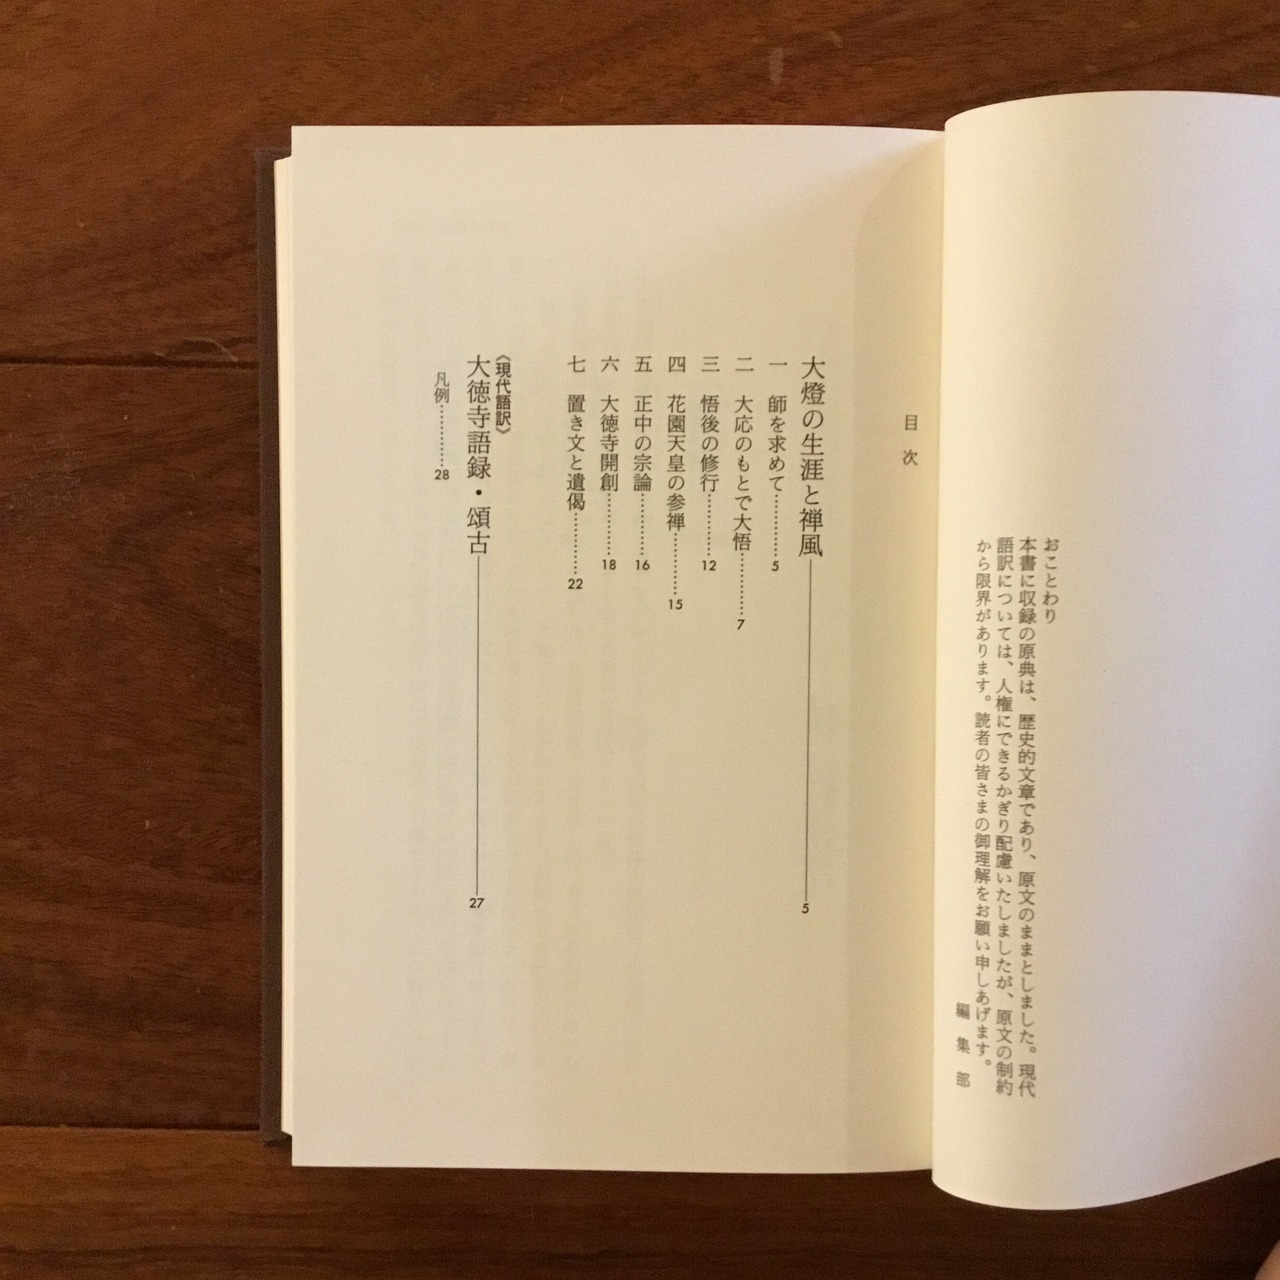 おことわり
本書に収録の原典は、歴史的文章であり、原文のままとしました。現代
語訳については、人権にできるかぎり配慮いたしましたが、原文の制約
から限界があります。読者の皆さまの御理解をお願い申しあげます。
編集部
目次
大燈の生涯と禅風 5
一 師を求めて…………5
二 大応のもとで大悟…………7
三 悟後の修行…………12
四 花園天皇の参禅…………15
五 正中の宗論…………16
六 大徳寺開創…………18
七 置き文と遺偈…………22
《現代語訳》
大徳寺語録・頌古 27
凡例…………28